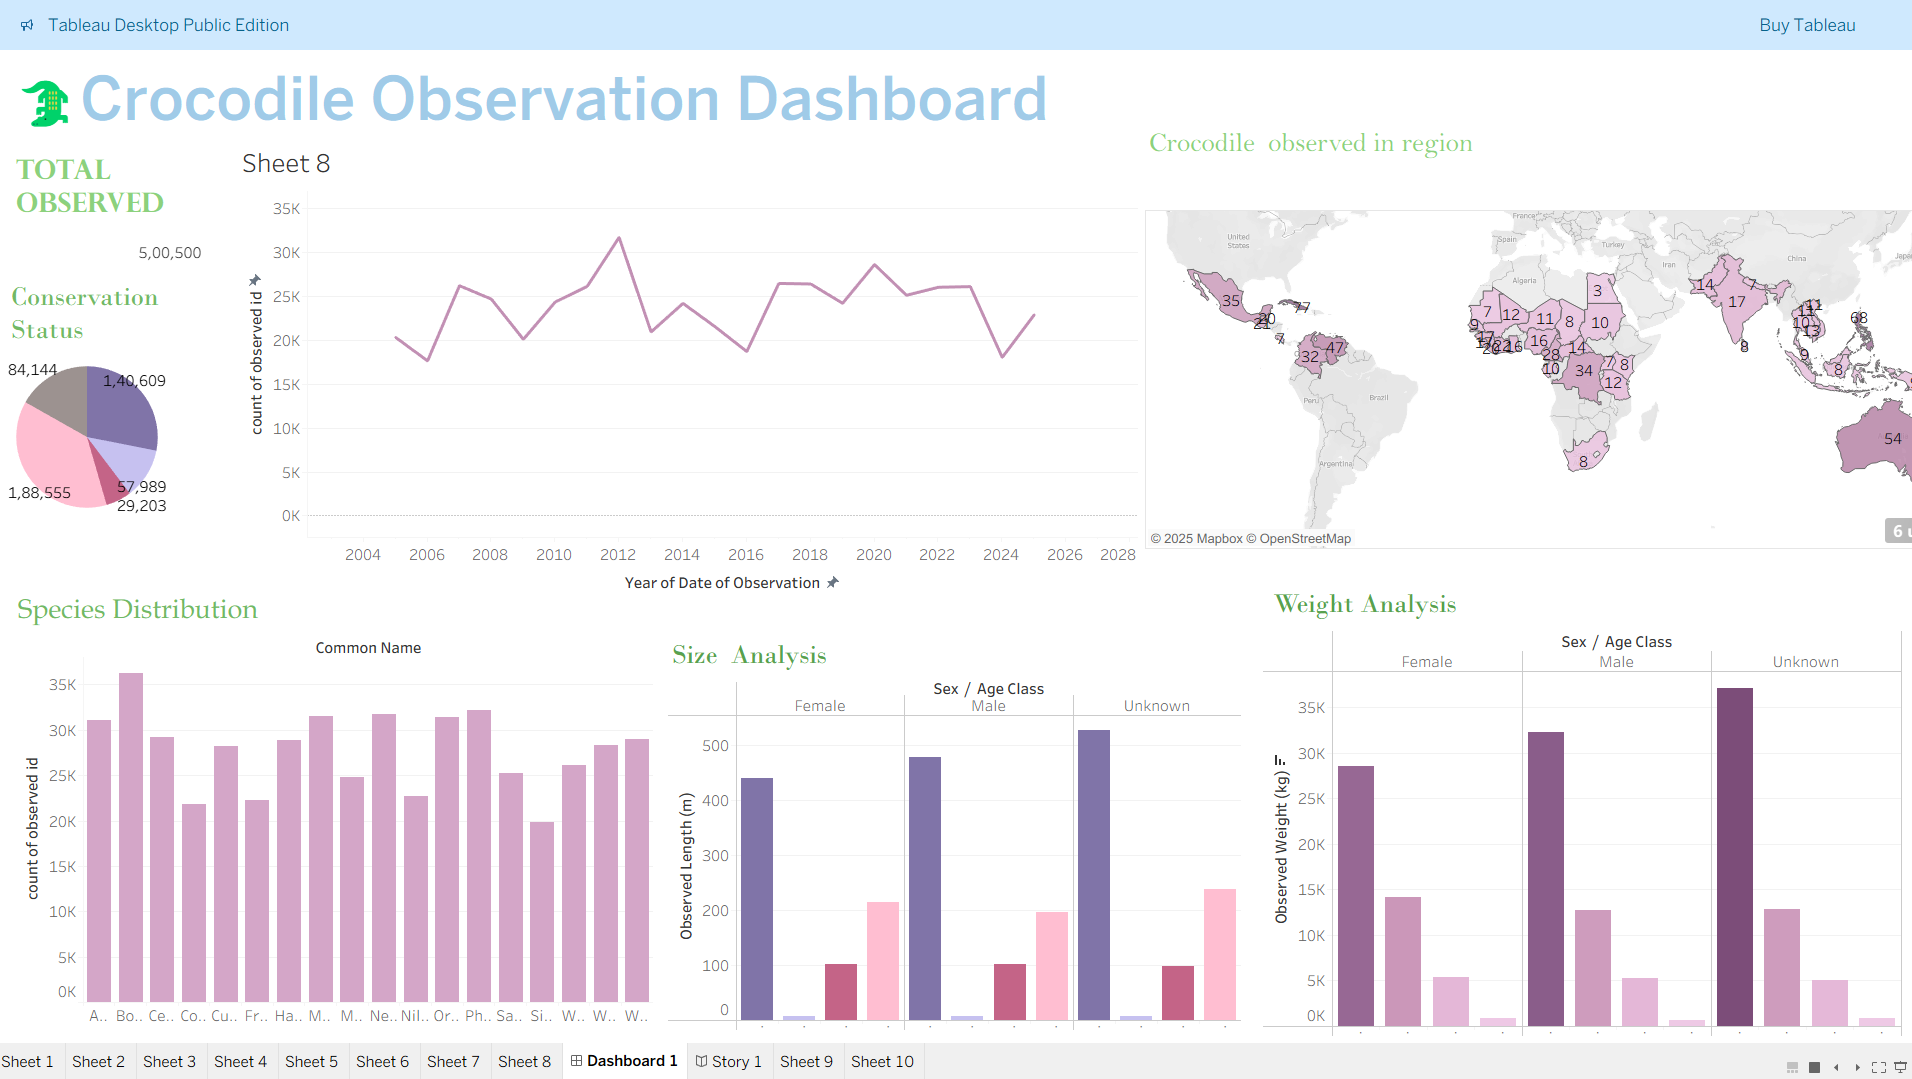 Tableau Desktop Public Edition
Buy Tableau
Crocodile Observation Dashboard
TOTAL
OBSERVED
5,00,500
Conservation
Status
84,144
1,40,609
57,989
29,203
1,88,555
Sheet 8
count of observed id
35K
30K
25K
20K
15K
10K
5K
0K
2004 2006 2008 2010 2012 2014 2016 2018 2020 2022 2024 2026 2028
Year of Date of Observation
Crocodile observed in region
United
States
France
Spain
Turkey
Iran
China
Algeria
Peru
Brazil
Argentina
35
20
21
77
7
32
47
3
7
12
11
8
10
9
17
16
16
14
28
10
34
7
8
12
8
14
7
17
8
11
10
13
9
8
68
54
© 2025 Mapbox © OpenStreetMap
6 u
Species Distribution
Common Name
count of observed id
35K
30K
25K
20K
15K
10K
5K
0K
A.. Bo.. Ce.. Co.. Cu.. Fr.. Ha.. M.. M.. Ne.. Nil.. Or.. Ph.. Sa.. Si.. W.. W.. W..
Size Analysis
Sex / Age Class
Female Male Unknown
Observed Length (m)
500
400
300
200
100
0
Weight Analysis
Sex / Age Class
Female Male Unknown
Observed Weight (kg)
35K
30K
25K
20K
15K
10K
5K
0K
Sheet 1 Sheet 2 Sheet 3 Sheet 4 Sheet 5 Sheet 6 Sheet 7 Sheet 8 Dashboard 1 Story 1 Sheet 9 Sheet 10